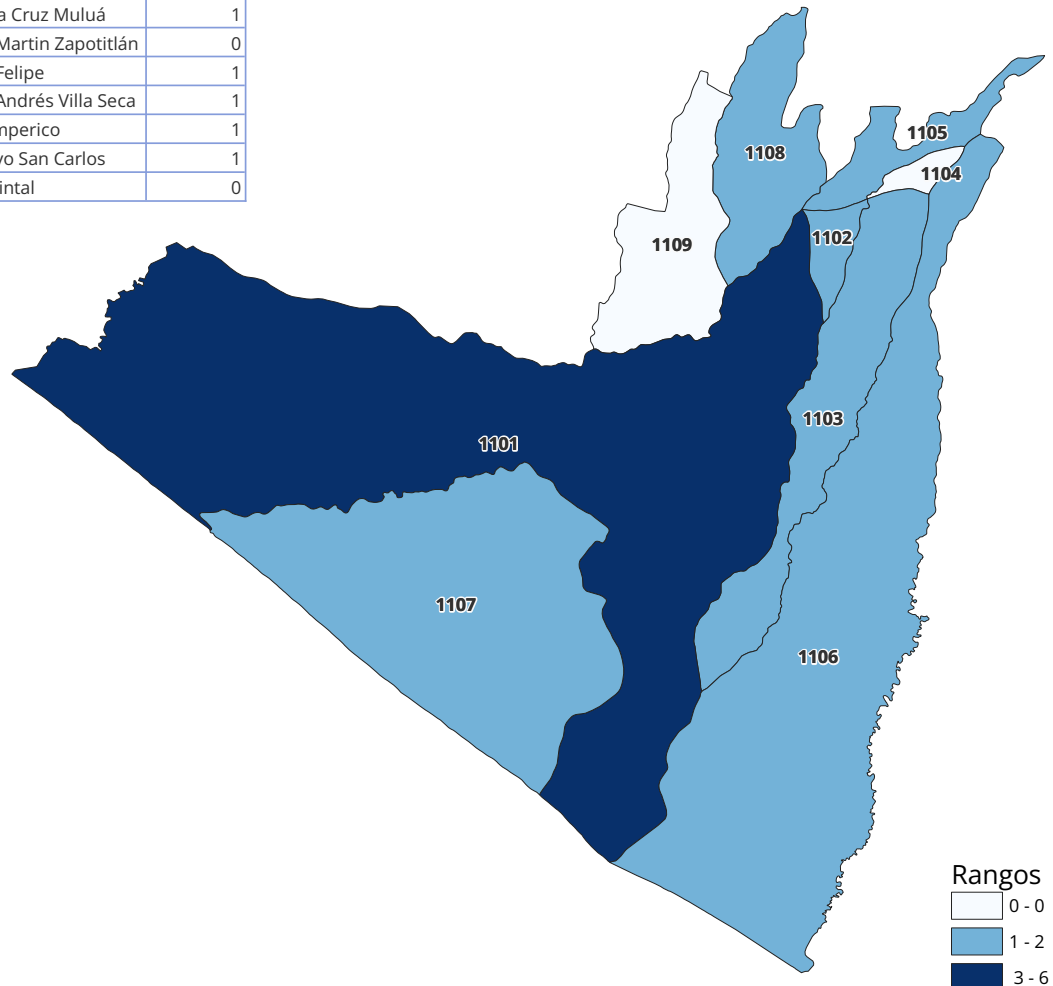 a Cruz Muluá 1
Martin Zapotitlán 0
Felipe 1
Andrés Villa Seca 1
mperico 1
vo San Carlos 1
intal 0
1105
1108
1104
1102
1109
1103
1101
1107
1106
Rangos
0 - 0
1 - 2
3 - 6